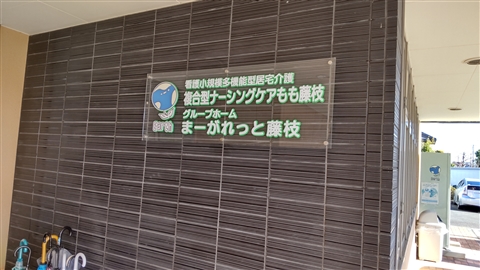 看護小規模多機能型居宅介護
複合型ナーシングケアもも藤枝
グループホーム
まーがれっと藤枝